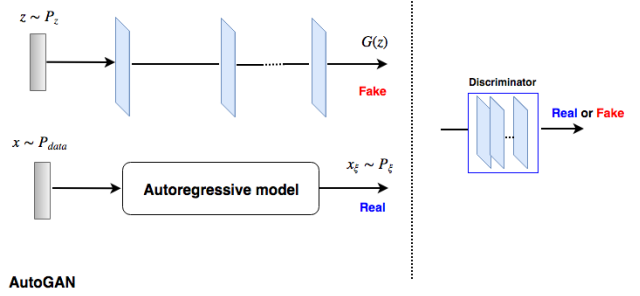 z ∼ P_z
G(z)
Fake
x ∼ P_data
Autoregressive model
x_ξ ∼ P_ξ
Real
AutoGAN
Discriminator
...
Real or Fake